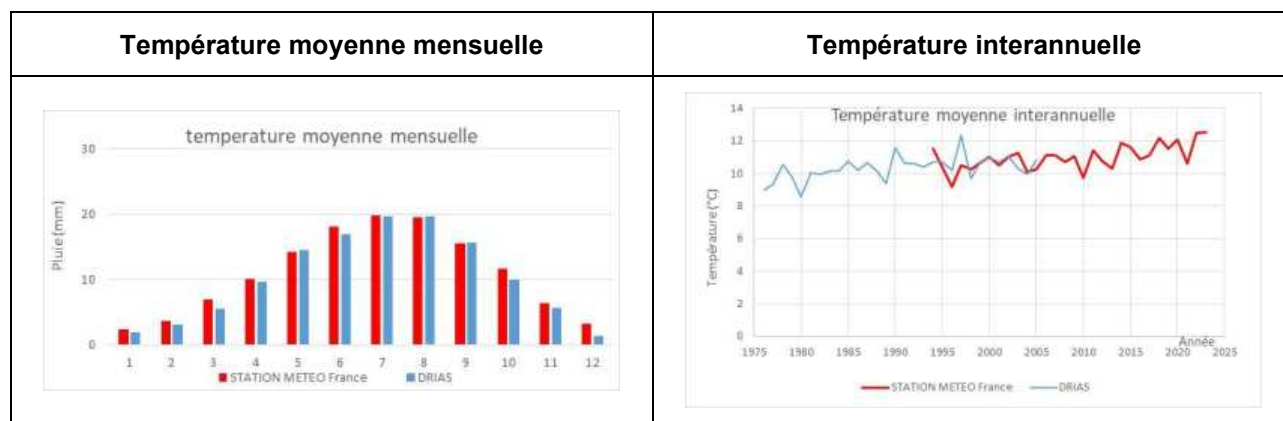 Température moyenne mensuelle
Température interannuelle
temperature moyenne mensuelle
30
20
10
0
Pluie (mm)
1 2 3 4 5 6 7 8 9 10 11 12
STATION METEO France DRIAS
Température moyenne interannuelle
14
12
10
8
6
4
2
0
Température (°C)
Année
1975 1980 1985 1990 1995 2000 2005 2010 2015 2020 2025
STATION METEO France DRIAS